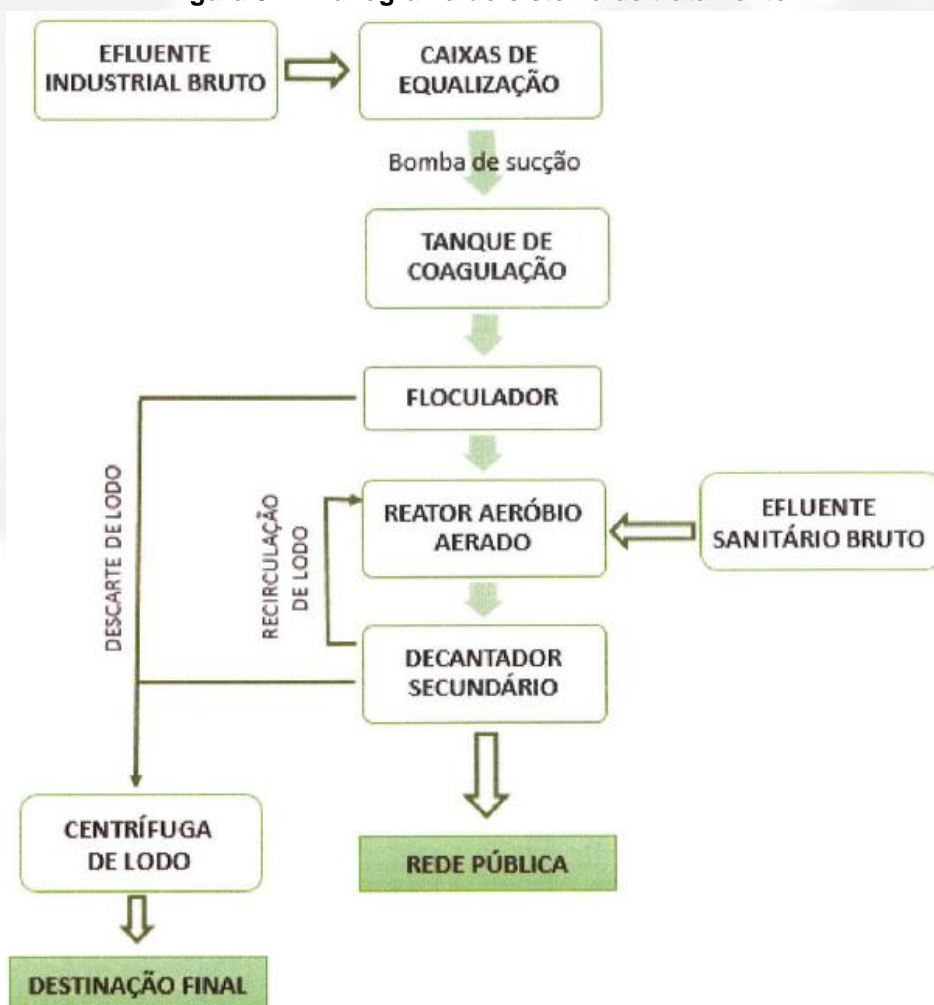 EFLUENTE
INDUSTRIAL BRUTO
CAIXAS DE
EQUALIZAÇÃO
Bomba de sucção
TANQUE DE
COAGULAÇÃO
FLOCULADOR
DESCARTE DE LODO
RECIRCULAÇÃO
DE LODO
REATOR AERÓBIO
AERADO
EFLUENTE
SANITÁRIO BRUTO
DECANTADOR
SECUNDÁRIO
CENTRÍFUGA
DE LODO
REDE PÚBLICA
DESTINAÇÃO FINAL